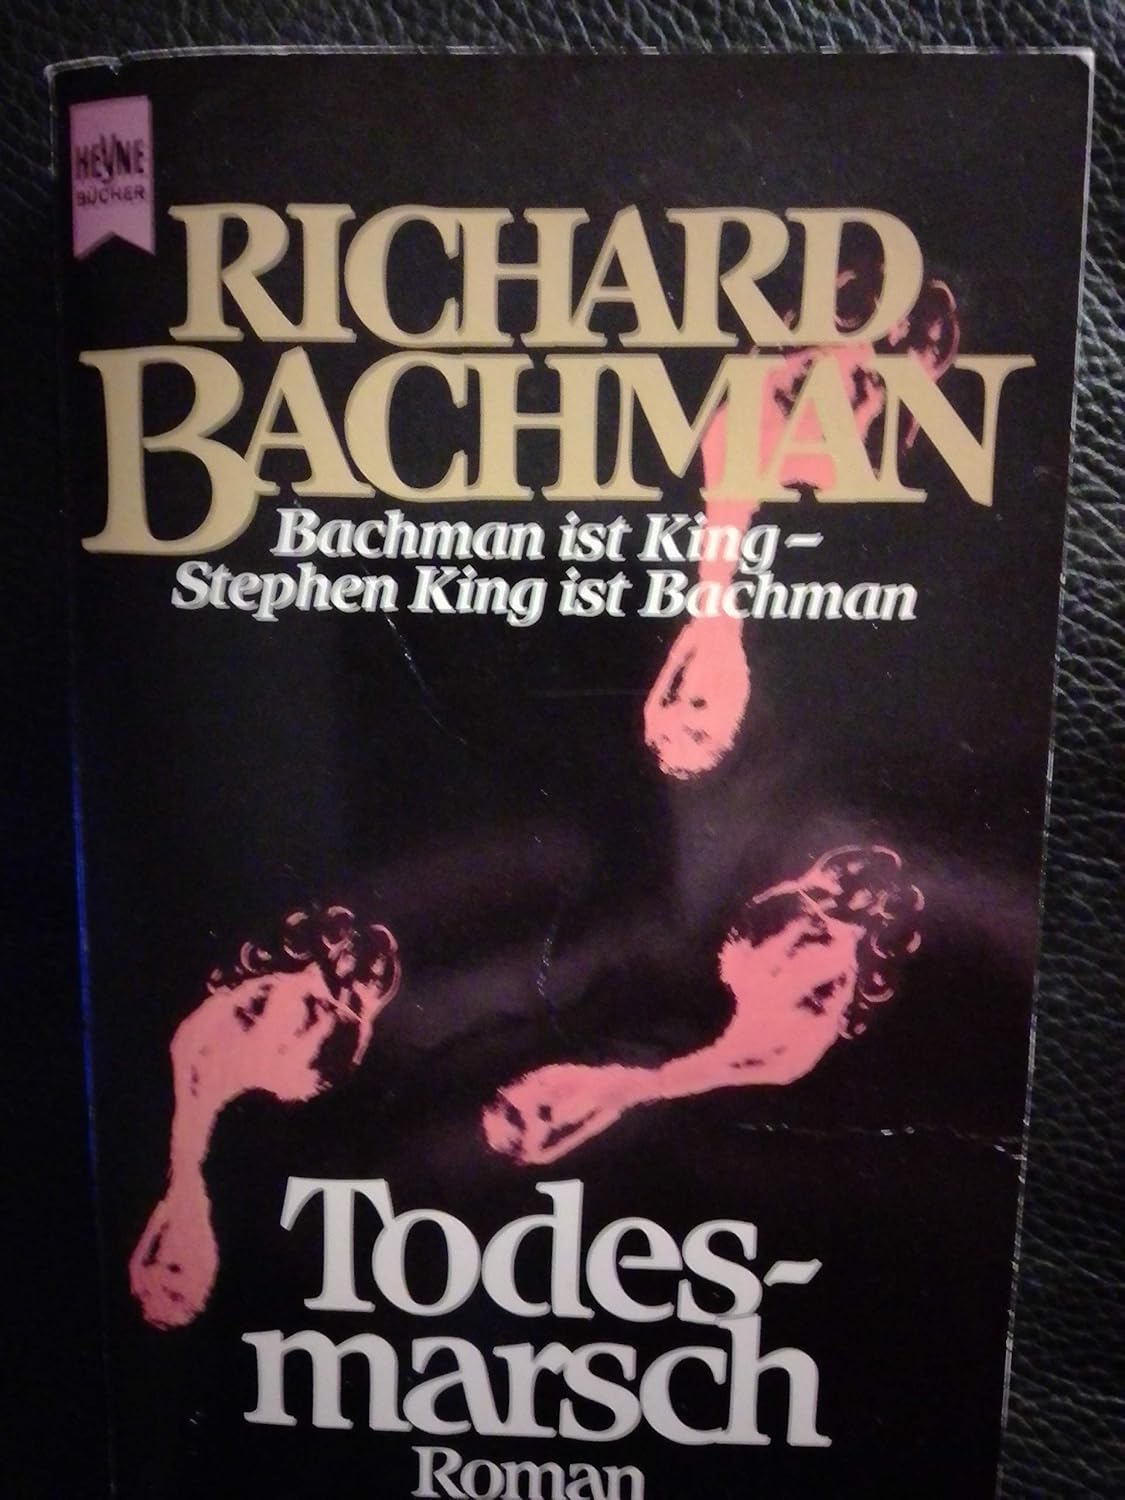 HEYNE
BÜCHER
RICHARD
BACHMAN
Bachman ist King –
Stephen King ist Bachman
Todes-
marsch
Roman